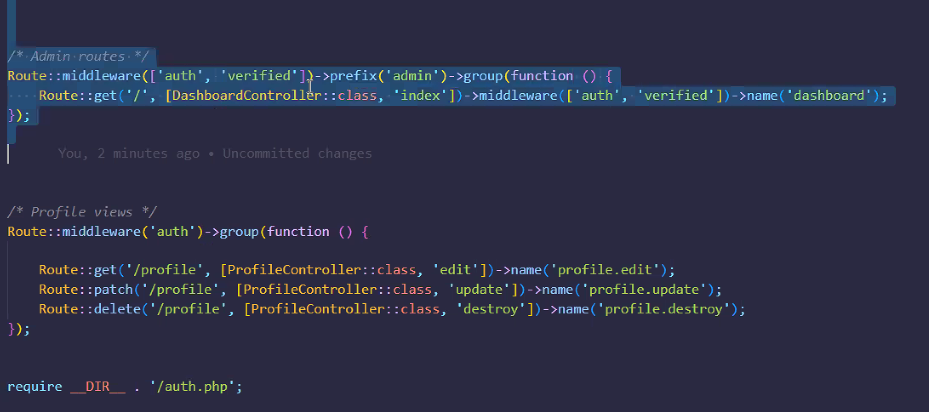 /* Admin routes */
Route::middleware(['auth', 'verified'])->prefix('admin')->group(function () {
    Route::get('/', [DashboardController::class, 'index'])->middleware(['auth', 'verified'])->name('dashboard');
});
You, 2 minutes ago • Uncommitted changes
/* Profile views */
Route::middleware('auth')->group(function () {
    Route::get('/profile', [ProfileController::class, 'edit'])->name('profile.edit');
    Route::patch('/profile', [ProfileController::class, 'update'])->name('profile.update');
    Route::delete('/profile', [ProfileController::class, 'destroy'])->name('profile.destroy');
});
require __DIR__ . '/auth.php';